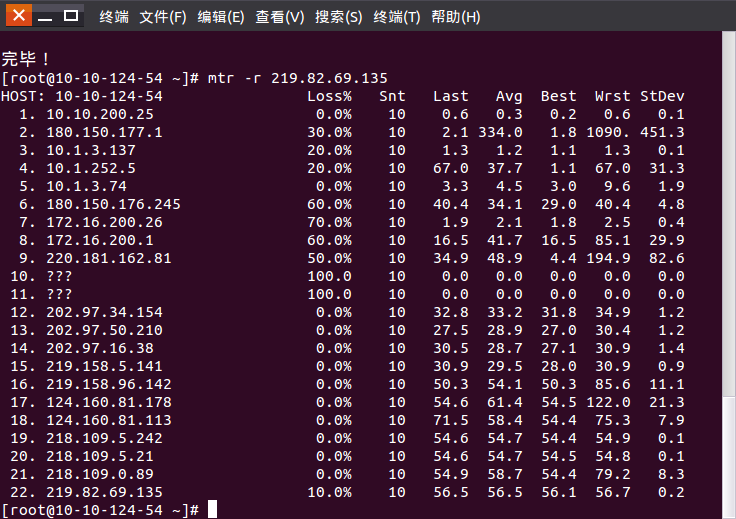 终端 文件(F) 编辑(E) 查看(V) 搜索(S) 终端(T) 帮助(H)
完毕！
[root@10-10-124-54 ~]# mtr -r 219.82.69.135
HOST: 10-10-124-54 Loss% Snt Last Avg Best Wrst StDev
1. 10.10.200.25 0.0% 10 0.6 0.3 0.2 0.6 0.1
2. 180.150.177.1 30.0% 10 2.1 334.0 1.8 1090. 451.3
3. 10.1.3.137 20.0% 10 1.3 1.2 1.1 1.3 0.1
4. 10.1.252.5 20.0% 10 67.0 37.7 1.1 67.0 31.3
5. 10.1.3.74 0.0% 10 3.3 4.5 3.0 9.6 1.9
6. 180.150.176.245 60.0% 10 40.4 34.1 29.0 40.4 4.8
7. 172.16.200.26 70.0% 10 1.9 2.1 1.8 2.5 0.4
8. 172.16.200.1 60.0% 10 16.5 41.7 16.5 85.1 29.9
9. 220.181.162.81 50.0% 10 34.9 48.9 4.4 194.9 82.6
10. ??? 100.0 10 0.0 0.0 0.0 0.0 0.0
11. ??? 100.0 10 0.0 0.0 0.0 0.0 0.0
12. 202.97.34.154 0.0% 10 32.8 33.2 31.8 34.9 1.2
13. 202.97.50.210 0.0% 10 27.5 28.9 27.0 30.4 1.2
14. 202.97.16.38 0.0% 10 30.5 28.7 27.1 30.9 1.4
15. 219.158.5.141 0.0% 10 30.9 29.5 28.0 30.9 0.9
16. 219.158.96.142 0.0% 10 50.3 54.1 50.3 85.6 11.1
17. 124.160.81.178 0.0% 10 54.6 61.4 54.5 122.0 21.3
18. 124.160.81.113 0.0% 10 71.5 58.4 54.4 75.3 7.9
19. 218.109.5.242 0.0% 10 54.6 54.7 54.4 54.9 0.1
20. 218.109.5.21 0.0% 10 54.6 54.7 54.5 54.8 0.1
21. 218.109.0.89 0.0% 10 54.9 58.7 54.4 79.2 8.3
22. 219.82.69.135 10.0% 10 56.5 56.5 56.1 56.7 0.2
[root@10-10-124-54 ~]#